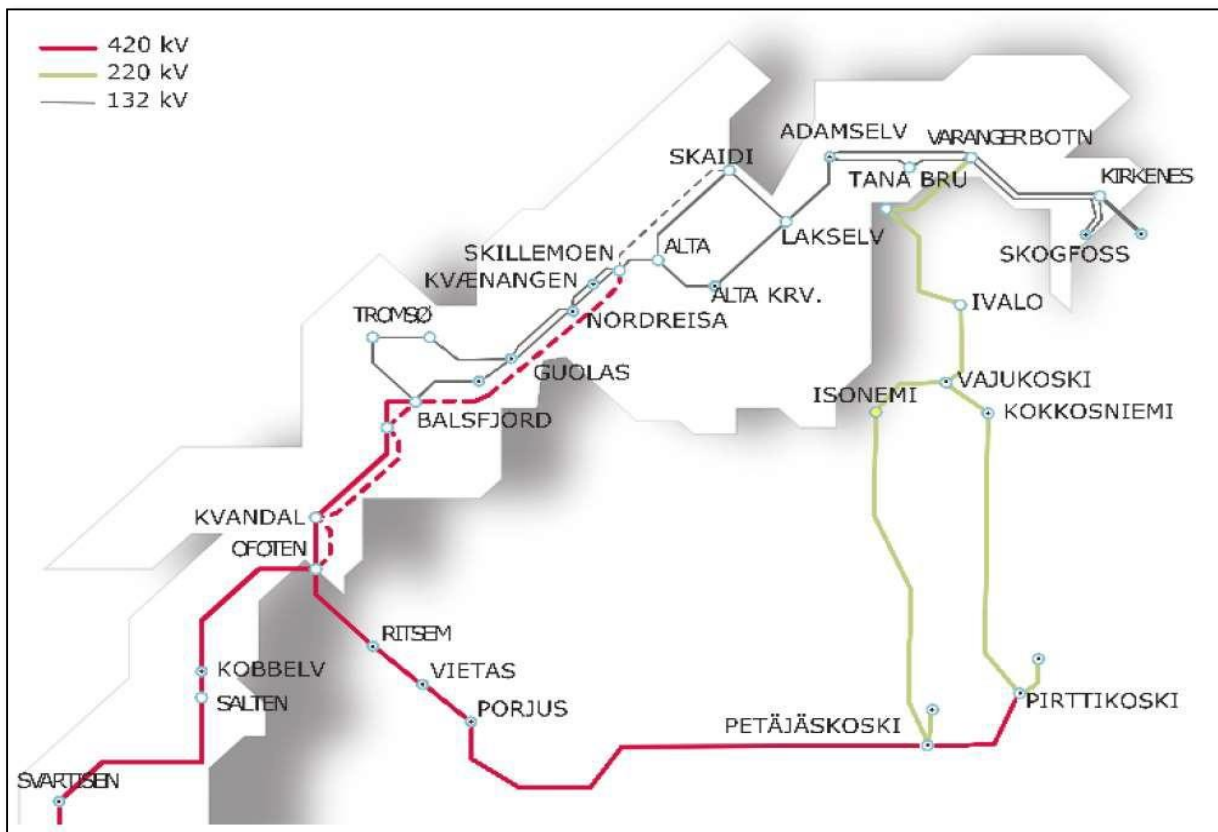 420 kV
220 kV
132 kV
ADAMSELV
VARANGERBOTN
SKAIDI
TANA BRU
KIRKENES
LAKSELV
SKOGFOSS
ALTA
SKILLEMOEN
KVÆNANGEN
ALTA KRV.
IVALO
TROMSØ
NORDREISA
GUOLAS
VAJUKOSKI
ISONEMI
KOKKOSNIEMI
BALSFJORD
KVANDAL
OFOTEN
RITSEM
KOBBELV
VIETAS
SALTEN
PORJUS
PIRTTIKOSKI
PETÄJÄSKOSKI
SVARTISEN